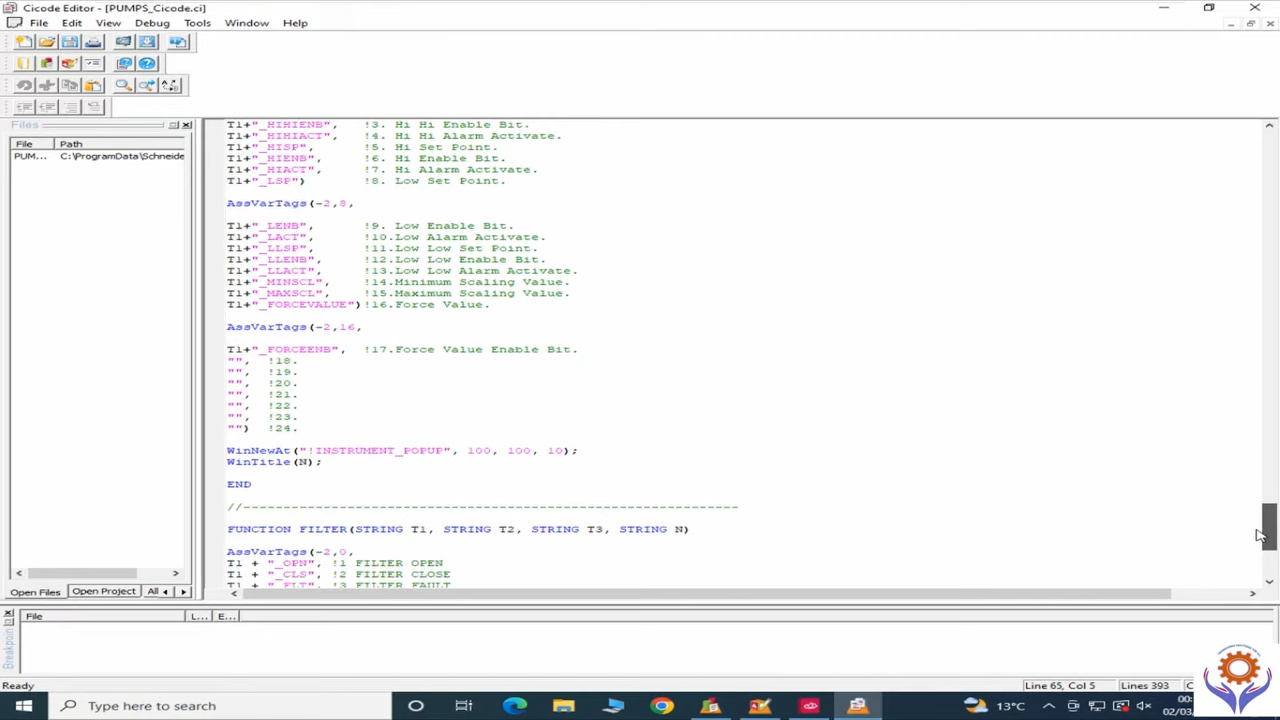 Cicode Editor - [PUMPS_Cicode.ci]
File Edit View Debug Tools Window Help
Files
File Path
PUM... C:\ProgramData\Schneide
T1+"_HIHIENB", !3. Hi Hi Enable Bit.
T1+"_HIHIACT", !4. Hi Hi Alarm Activate.
T1+"_HISP", !5. Hi Set Point.
T1+"_HIENB", !6. Hi Enable Bit.
T1+"_HIACT", !7. Hi Alarm Activate.
T1+"_LSP") !8. Low Set Point.
AssVarTags(-2,8,
T1+"_LENB", !9. Low Enable Bit.
T1+"_LACT", !10.Low Alarm Activate.
T1+"_LLSP", !11.Low Low Set Point.
T1+"_LLENB", !12.Low Low Enable Bit.
T1+"_LLACT", !13.Low Low Alarm Activate.
T1+"_MINSCL", !14.Minimum Scaling Value.
T1+"_MAXSCL", !15.Maximum Scaling Value.
T1+"_FORCEVALUE")!16.Force Value.
AssVarTags(-2,16,
T1+"_FORCEENB", !17.Force Value Enable Bit.
"", !18.
"", !19.
"", !20.
"", !21.
"", !22.
"", !23.
"") !24.
WinNewAt("!INSTRUMENT_POPUP", 100, 100, 10);
WinTitle(N);
END
//--------------------------------------------------------------
FUNCTION FILTER(STRING T1, STRING T2, STRING T3, STRING N)
AssVarTags(-2,0,
T1 + "_OPN", !1 FILTER OPEN
T1 + "_CLS", !2 FILTER CLOSE
T1 + "_FLT", !3 FILTER FAULT
Open Files Open Project All
File L... E...
Breakpoin
Ready Line 65, Col 5 Lines 393
Type here to search 13°C
02/03